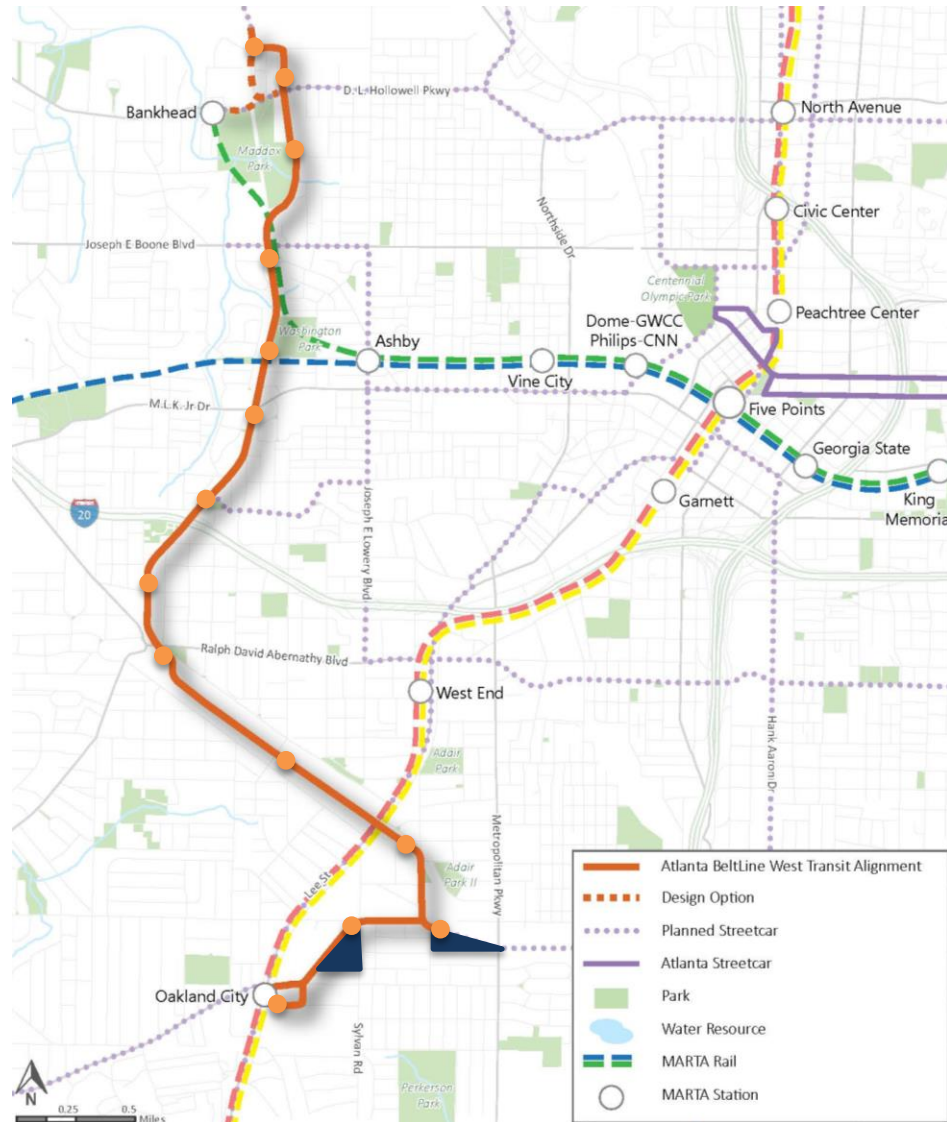 D. L. Hollowell Pkwy
Bankhead
North Avenue
Maddox
Park
Northside Dr
Civic Center
Joseph E Boone Blvd
Centennial
Olympic Park
Peachtree Center
Dome-GWCC
Philips-CNN
Washington
Park
Ashby
Vine City
M.L.K. Jr Dr
Five Points
Georgia State
20
Joseph E Lowery Blvd
Garnett
King
Memoria
Ralph David Abernathy Blvd
West End
Hank Aaron Dr
Adair
Park
Metropolitan Pkwy
Lee St
Adair
Park II
Oakland City
Sylvan Rd
Perkerson
Park
N
0.25 0.5
Miles
Atlanta BeltLine West Transit Alignment
Design Option
Planned Streetcar
Atlanta Streetcar
Park
Water Resource
MARTA Rail
MARTA Station